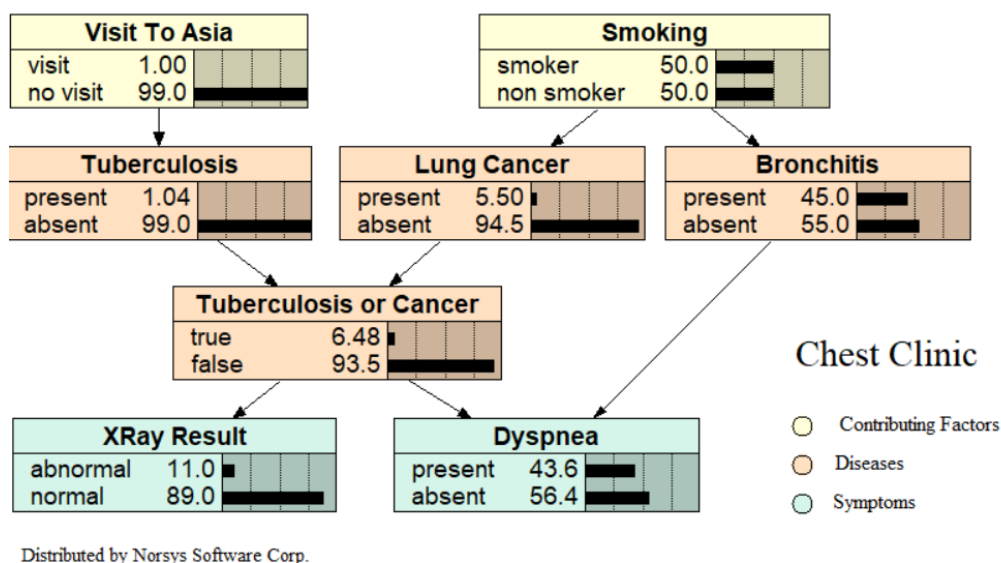 Visit To Asia
visit 1.00
no visit 99.0
Smoking
smoker 50.0
non smoker 50.0
Tuberculosis
present 1.04
absent 99.0
Lung Cancer
present 5.50
absent 94.5
Bronchitis
present 45.0
absent 55.0
Tuberculosis or Cancer
true 6.48
false 93.5
Chest Clinic
XRay Result
abnormal 11.0
normal 89.0
Dyspnea
present 43.6
absent 56.4
Contributing Factors
Diseases
Symptoms
Distributed by Norsys Software Corp.